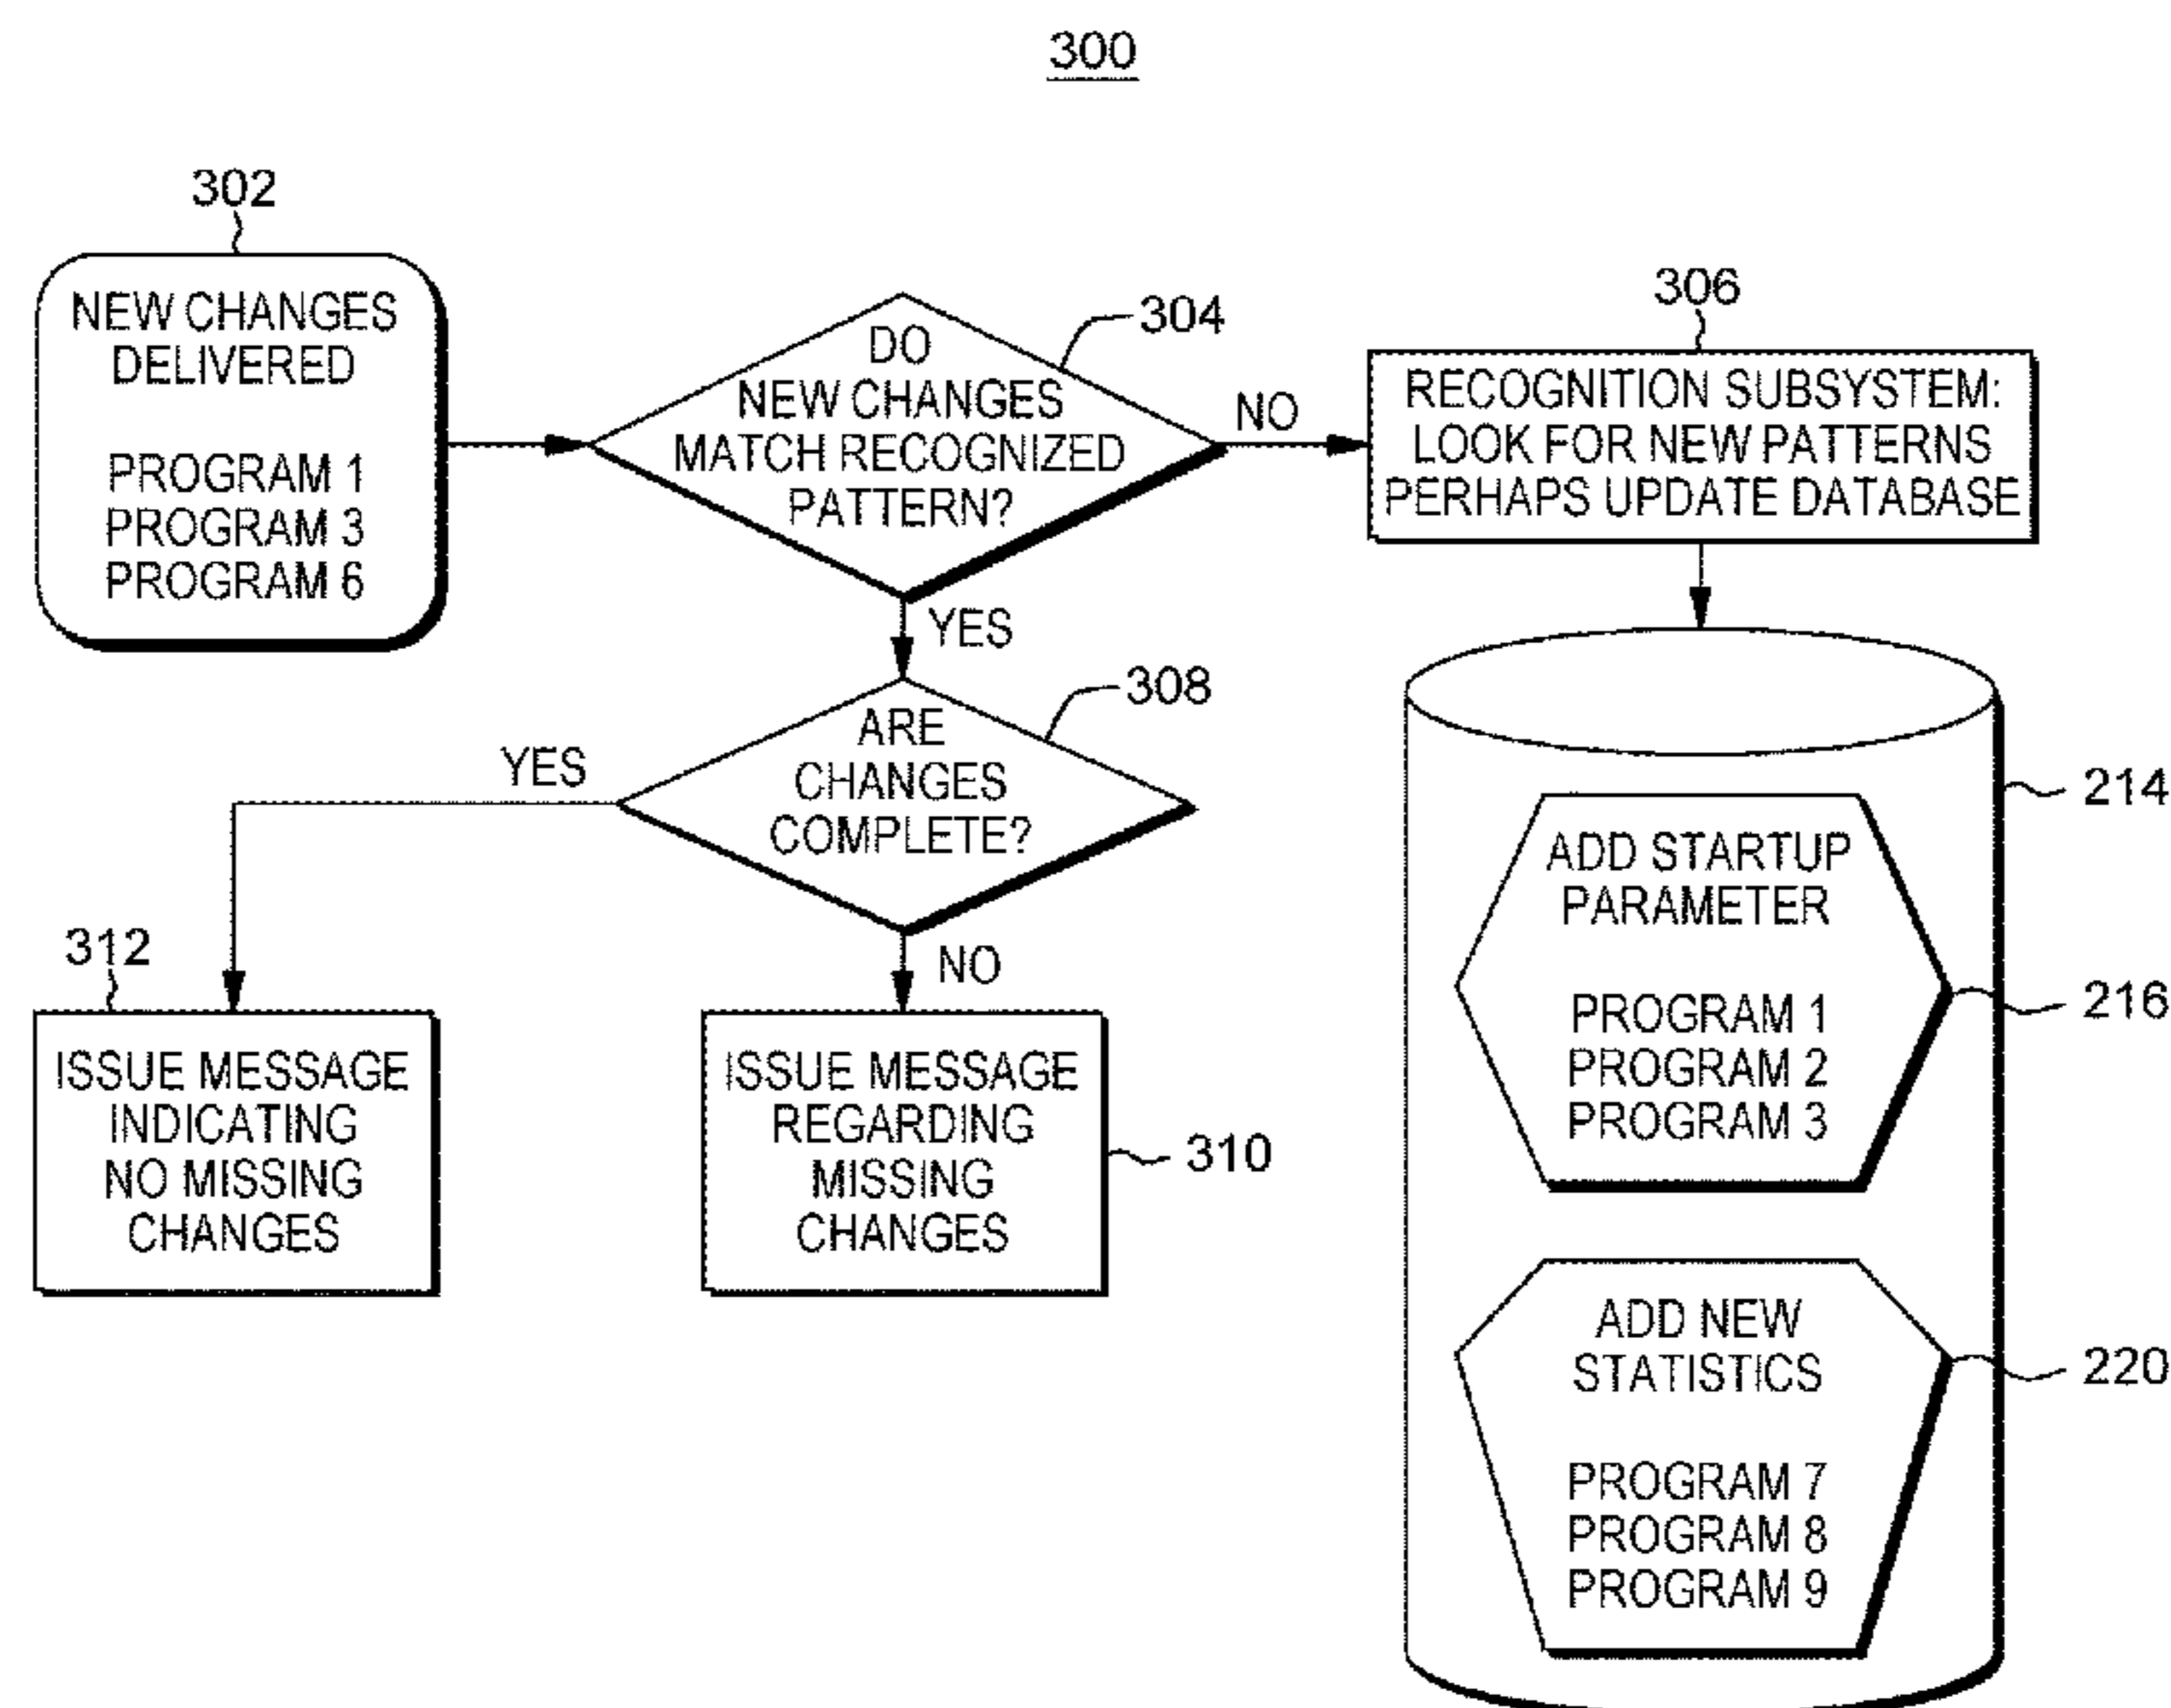 300
302
NEW CHANGES
DELIVERED
PROGRAM 1
PROGRAM 3
PROGRAM 6
304
DO
NEW CHANGES
MATCH RECOGNIZED
PATTERN?
NO
YES
306
RECOGNITION SUBSYSTEM:
LOOK FOR NEW PATTERNS
PERHAPS UPDATE DATABASE
308
ARE
CHANGES
COMPLETE?
YES
NO
312
ISSUE MESSAGE
INDICATING
NO MISSING
CHANGES
ISSUE MESSAGE
REGARDING
MISSING
CHANGES
310
214
ADD STARTUP
PARAMETER
PROGRAM 1
PROGRAM 2
PROGRAM 3
216
ADD NEW
STATISTICS
PROGRAM 7
PROGRAM 8
PROGRAM 9
220